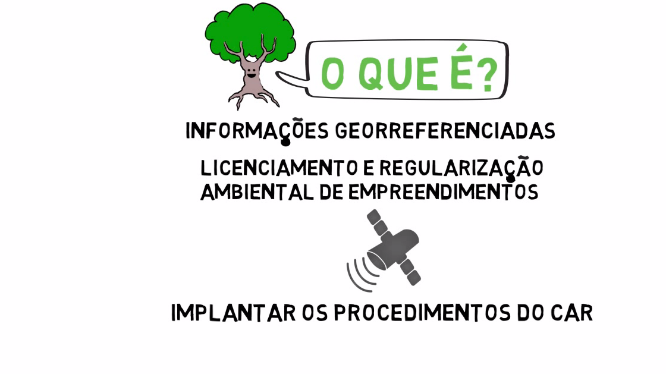 O QUE É?
INFORMAÇÕES GEORREFERENCIADAS
LICENCIAMENTO E REGULARIZAÇÃO
AMBIENTAL DE EMPREENDIMENTOS
IMPLANTAR OS PROCEDIMENTOS DO CAR